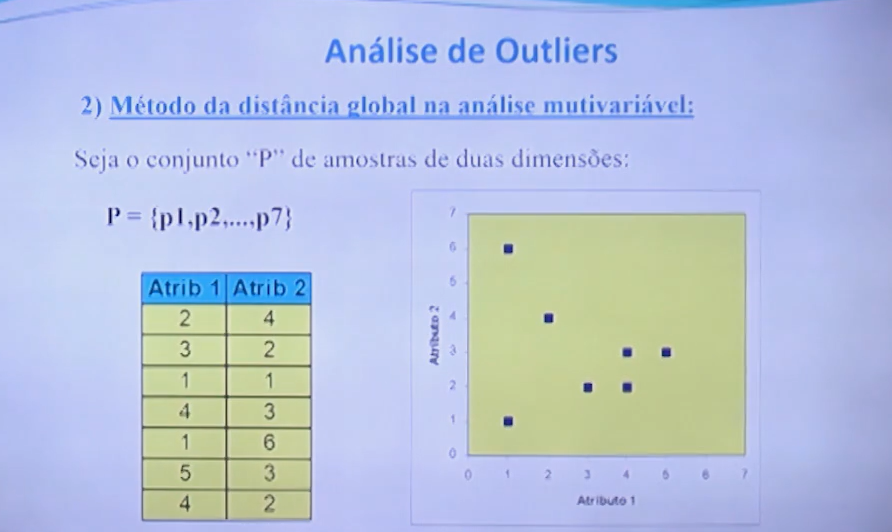 Análise de Outliers
2) Método da distância global na análise mutivariável:
Seja o conjunto “P” de amostras de duas dimensões:
P = {p1,p2,...,p7}
Atrib 1 Atrib 2
2 4
3 2
1 1
4 3
1 6
5 3
4 2
7
6
5
4
3
2
1
0
Atributo 2
0 1 2 3 4 5 6 7
Atributo 1